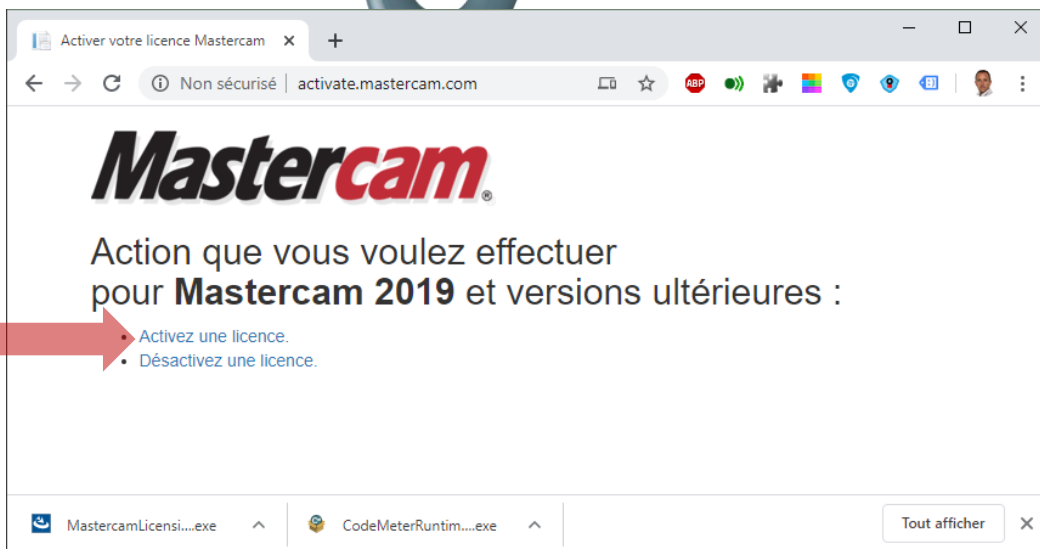 Activer votre licence Mastercam
Non sécurisé | activate.mastercam.com
ABP
Mastercam®
Action que vous voulez effectuer
pour Mastercam 2019 et versions ultérieures :
• Activez une licence.
• Désactivez une licence.
MastercamLicensi....exe
CodeMeterRuntim....exe
Tout afficher